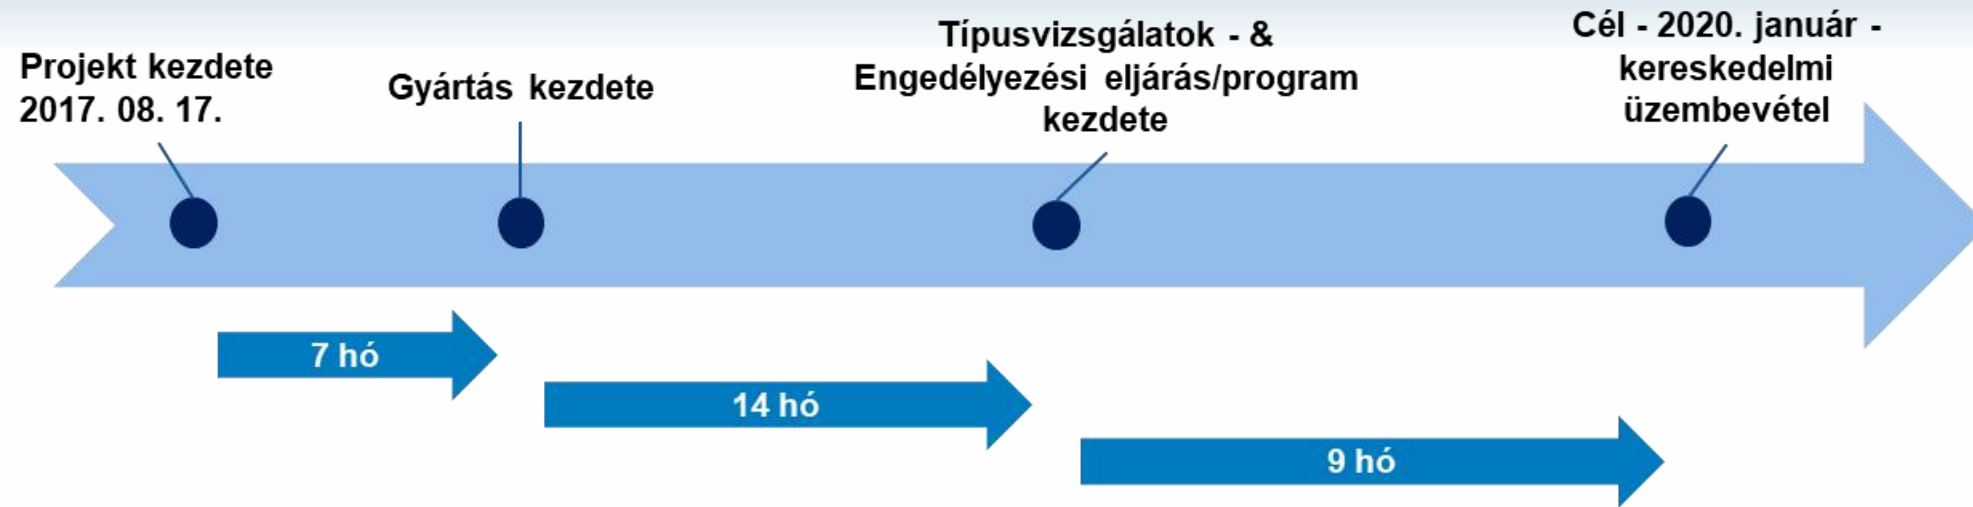 Projekt kezdete
2017. 08. 17.
Gyártás kezdete
Típusvizsgálatok - &
Engedélyezési eljárás/program
kezdete
Cél - 2020. január -
kereskedelmi
üzembevétel
7 hó
14 hó
9 hó